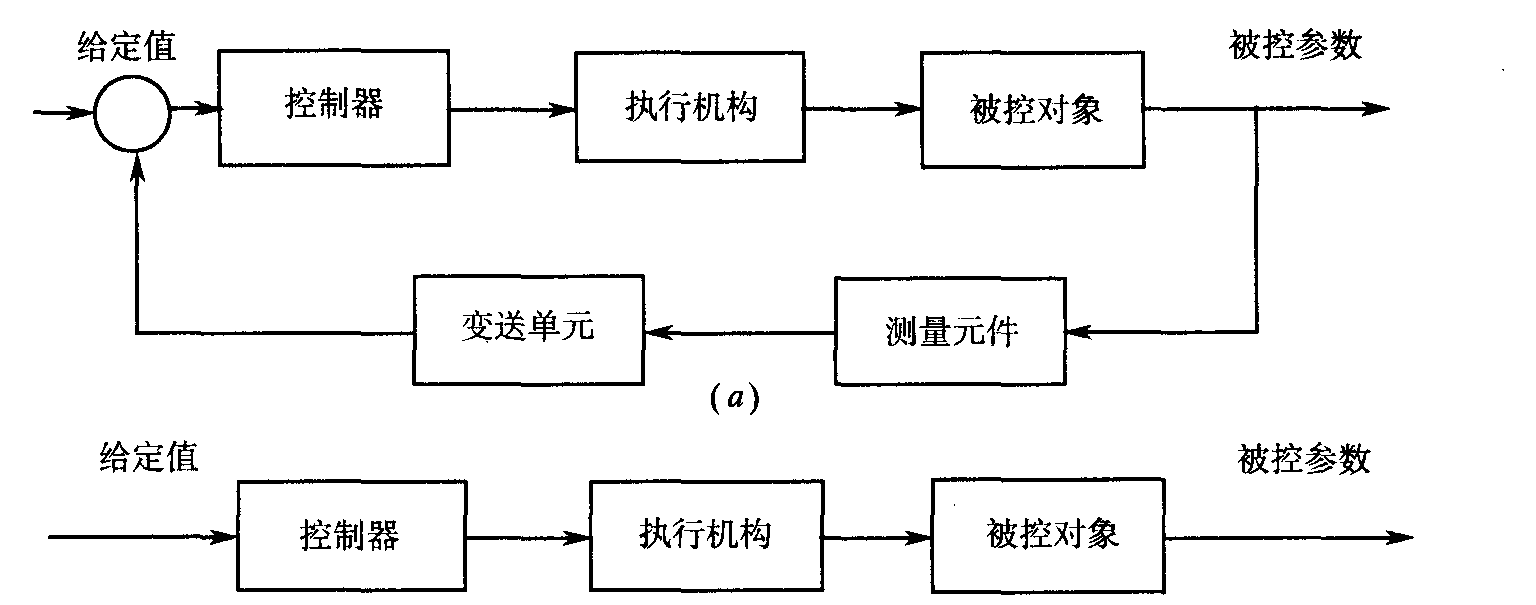 给定值
被控参数
控制器
执行机构
被控对象
变送单元
测量元件
(a)
给定值
被控参数
控制器
执行机构
被控对象